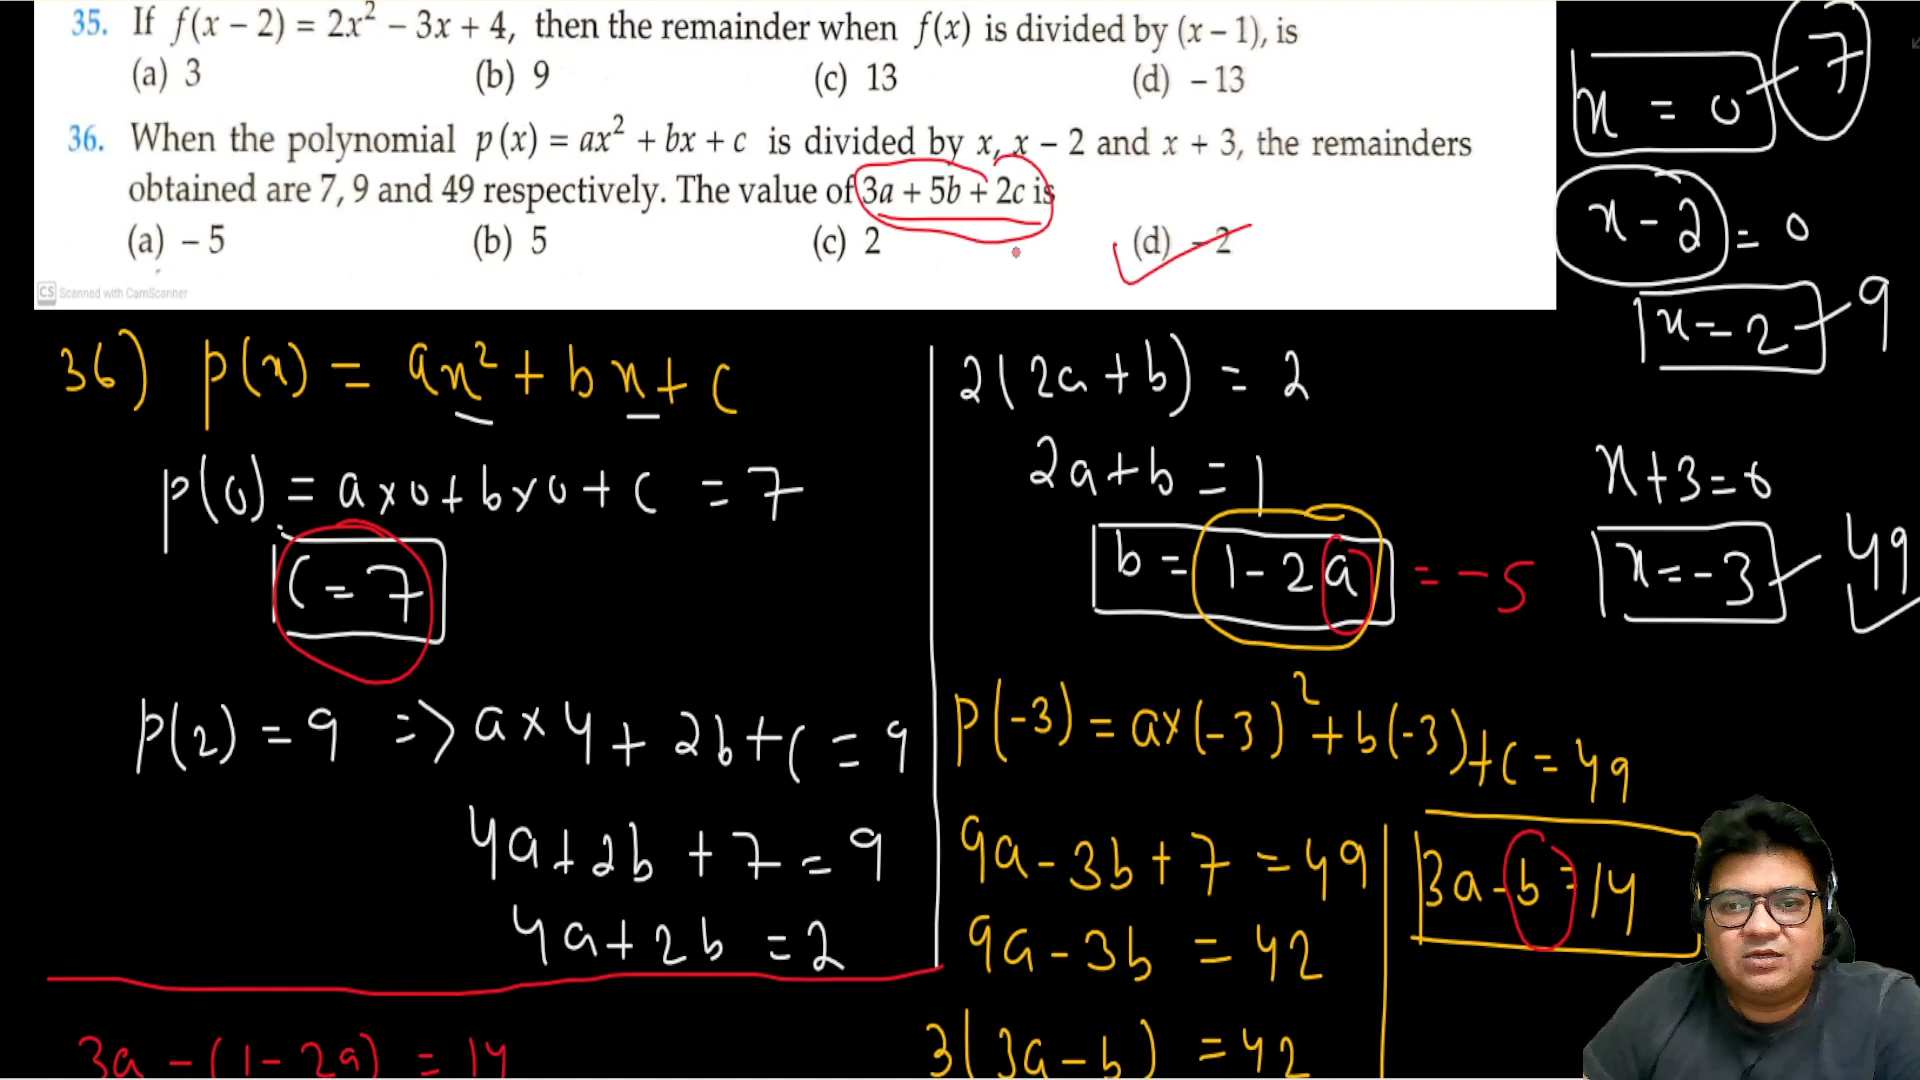 35. If f(x – 2) = 2x² – 3x + 4, then the remainder when f(x) is divided by (x – 1), is
(a) 3 (b) 9 (c) 13 (d) – 13
36. When the polynomial p(x) = ax² + bx + c is divided by x, x – 2 and x + 3, the remainders
obtained are 7, 9 and 49 respectively. The value of 3a + 5b + 2c is
(a) – 5 (b) 5 (c) 2 (d) – 2
CS Scanned with CamScanner
36) p(x) = ax² + bx + c
p(0) = a×0 + b×0 + c = 7
c = 7
p(2) = 9 => a×4 + 2b + c = 9
4a + 2b + 7 = 9
4a + 2b = 2
3a – (1 – 2a) = 14
2(2a + b) = 2
2a + b = 1
b = 1 – 2a = – 5
p(-3) = a×(-3)² + b(-3) + c = 49
9a – 3b + 7 = 49
9a – 3b = 42
3(3a – b) = 42
3a – b = 14
x = 0 – 7
x – 2 = 0
x = 2 – 9
x + 3 = 0
x = – 3 – 49